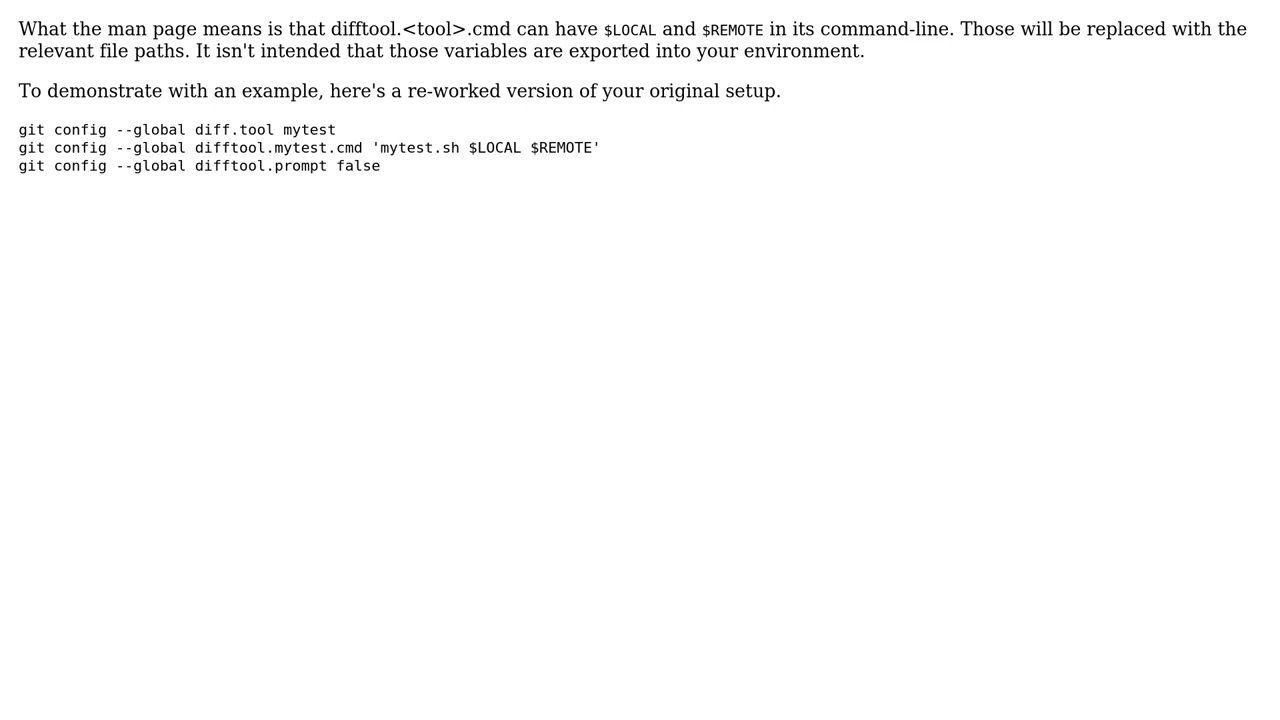 What the man page means is that difftool.<tool>.cmd can have $LOCAL and $REMOTE in its command-line. Those will be replaced with the
relevant file paths. It isn't intended that those variables are exported into your environment.
To demonstrate with an example, here's a re-worked version of your original setup.
git config --global diff.tool mytest
git config --global difftool.mytest.cmd 'mytest.sh $LOCAL $REMOTE'
git config --global difftool.prompt false